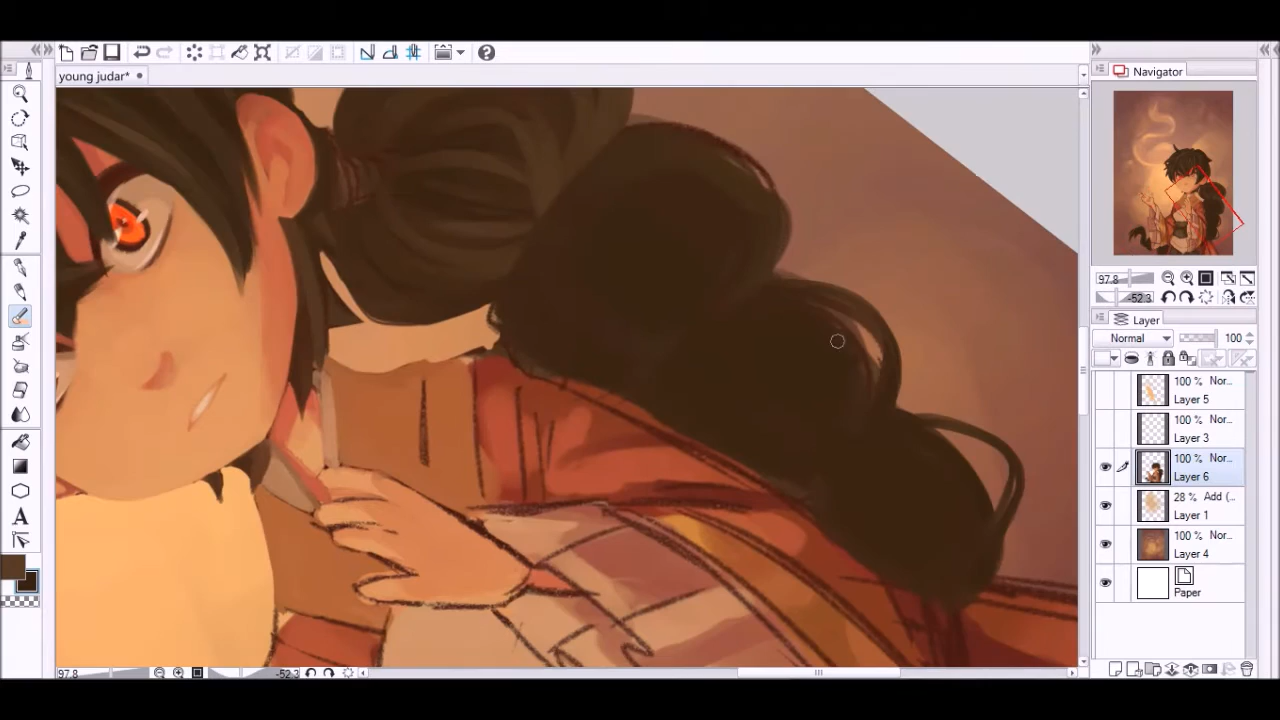 young judar*
Navigator
97.8
-52.3
Layer
Normal
100
100 % Nor...
Layer 5
100 % Nor...
Layer 3
100 % Nor...
Layer 6
28 % Add (...
Layer 1
100 % Nor...
Layer 4
Paper
97.8
-52.3